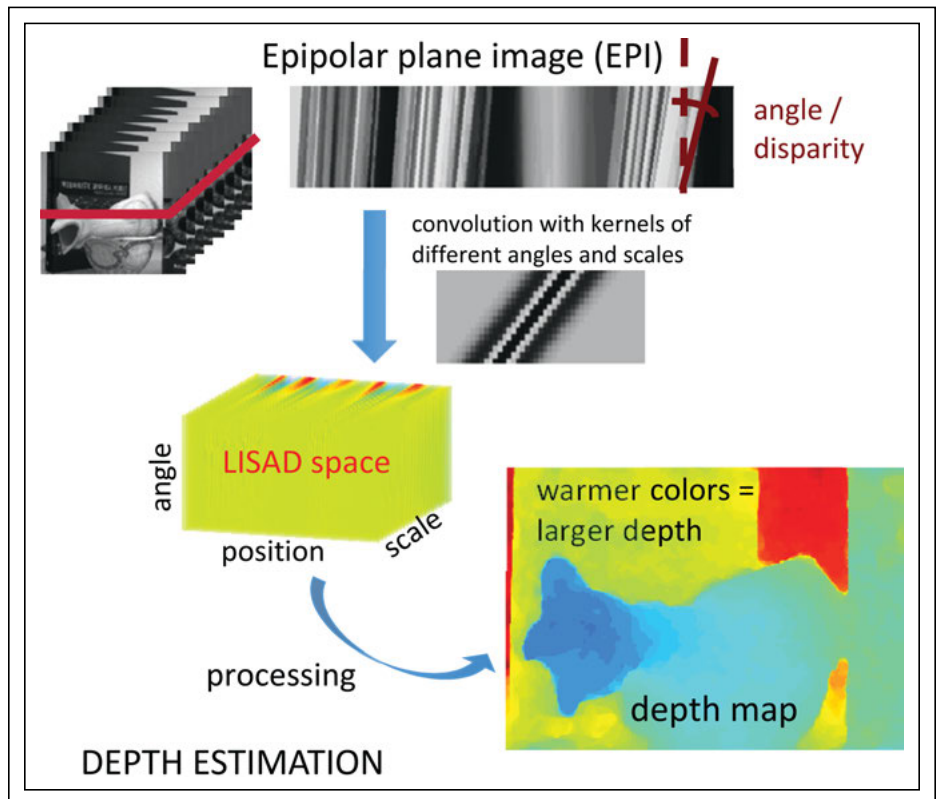 Epipolar plane image (EPI)
angle /
disparity
convolution with kernels of
different angles and scales
LISAD space
angle
position
scale
warmer colors =
larger depth
processing
depth map
DEPTH ESTIMATION